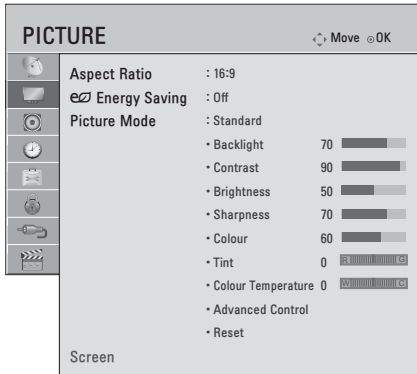 PICTURE
Move OK
Aspect Ratio : 16:9
Energy Saving : Off
Picture Mode : Standard
• Backlight 70
• Contrast 90
• Brightness 50
• Sharpness 70
• Colour 60
• Tint 0 R G
• Colour Temperature 0 W C
• Advanced Control
• Reset
Screen